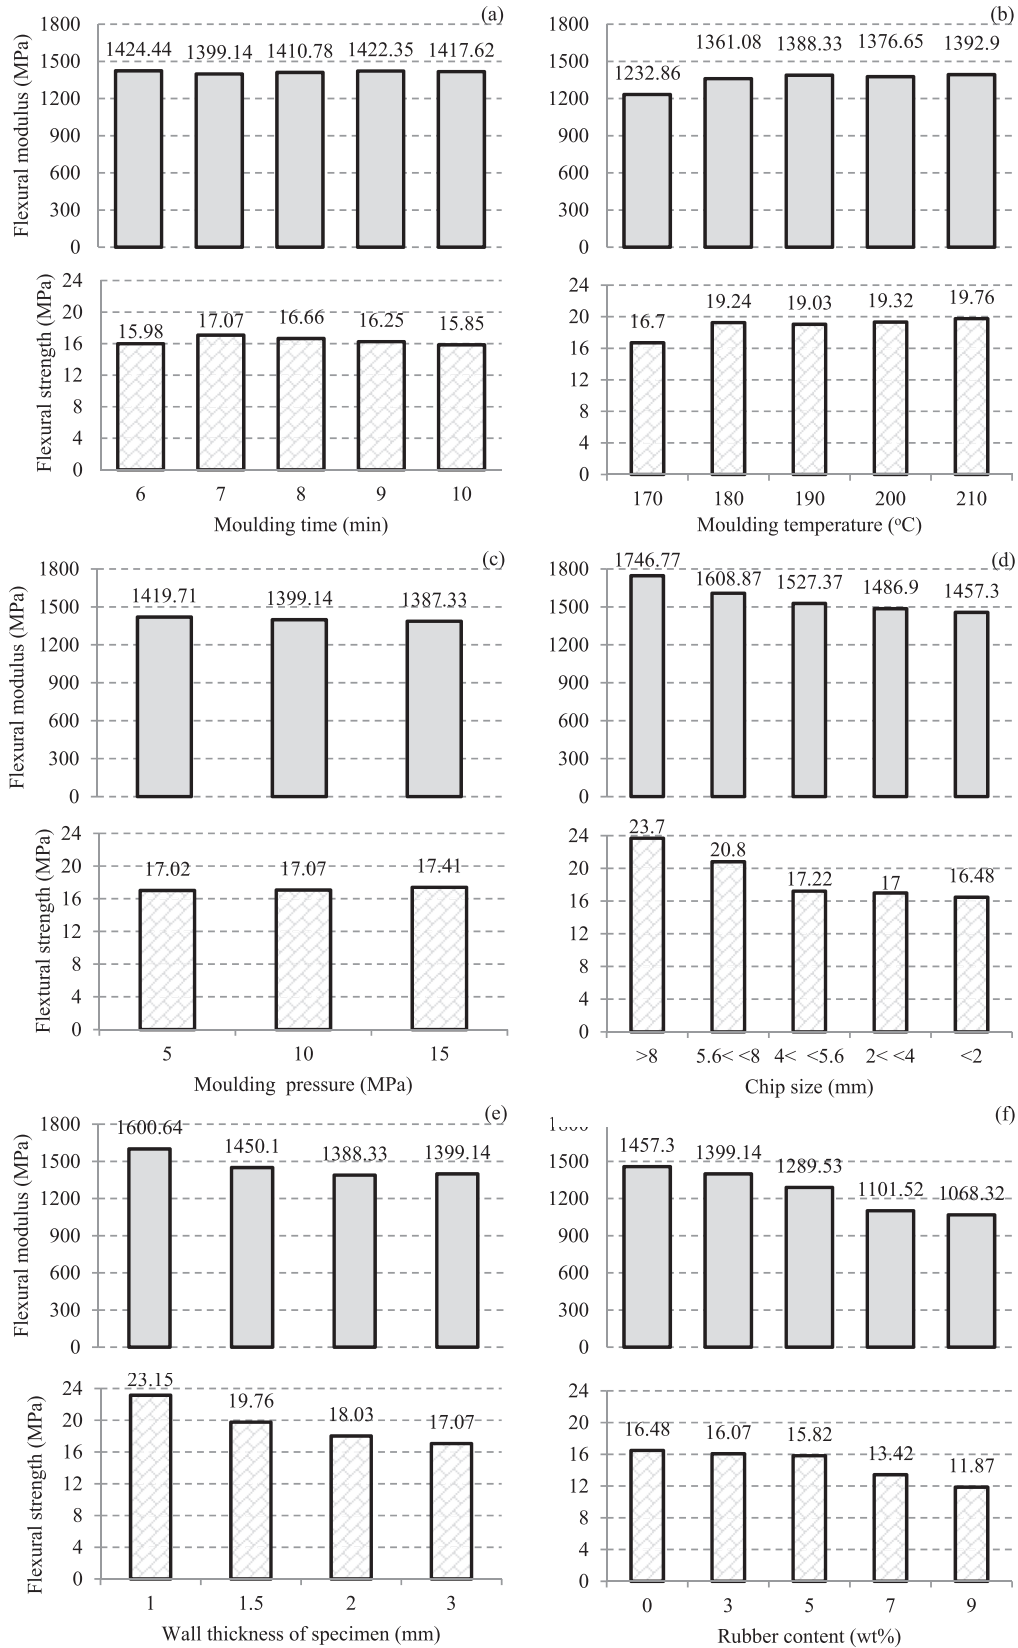 (a)
1800
1500
1200
900
600
300
0
Flexural modulus (MPa)
1424.44 1399.14 1410.78 1422.35 1417.62
24
20
16
12
8
4
0
Flexural strength (MPa)
15.98 17.07 16.66 16.25 15.85
6 7 8 9 10
Moulding time (min)
(b)
1800
1500
1200
900
600
300
0
1232.86 1361.08 1388.33 1376.65 1392.9
24
20
16
12
8
4
0
16.7 19.24 19.03 19.32 19.76
170 180 190 200 210
Moulding temperature (°C)
(c)
1800
1500
1200
900
600
300
0
Flexural modulus (MPa)
1419.71 1399.14 1387.33
24
20
16
12
8
4
0
Flextural strength (MPa)
17.02 17.07 17.41
5 10 15
Moulding pressure (MPa)
(d)
1800
1500
1200
900
600
300
0
1746.77 1608.87 1527.37 1486.9 1457.3
24
20
16
12
8
4
0
23.7 20.8 17.22 17 16.48
>8 5.6< <8 4< <5.6 2< <4 <2
Chip size (mm)
(e)
1800
1500
1200
900
600
300
0
Flexural modulus (MPa)
1600.64 1450.1 1388.33 1399.14
24
20
16
12
8
4
0
Flexural strength (MPa)
23.15 19.76 18.03 17.07
1 1.5 2 3
Wall thickness of specimen (mm)
(f)
1800
1500
1200
900
600
300
0
1457.3 1399.14 1289.53 1101.52 1068.32
24
20
16
12
8
4
0
16.48 16.07 15.82 13.42 11.87
0 3 5 7 9
Rubber content (wt%)